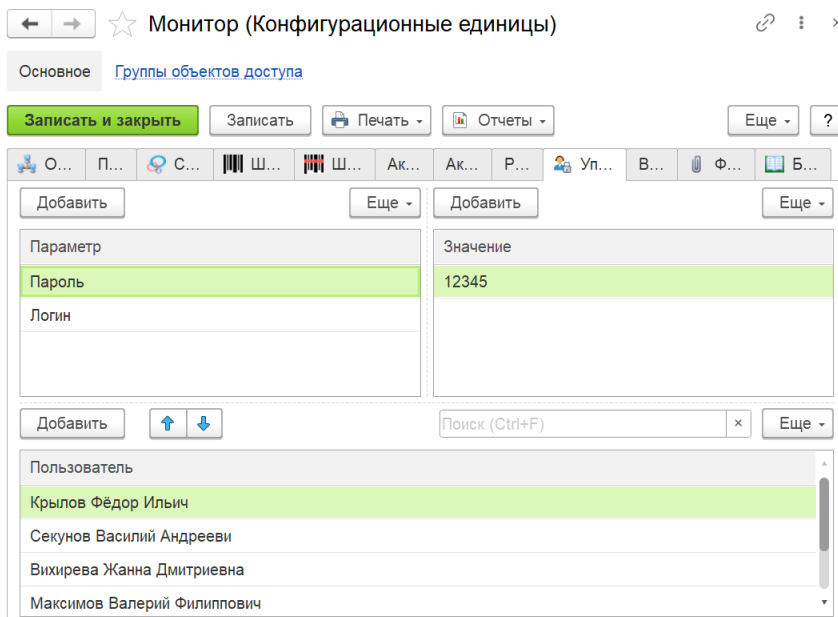 Монитор (Конфигурационные единицы)
Основное Группы объектов доступа
Записать и закрыть Записать Печать Отчеты Еще ?
О... П... С... Ш... Ш... Ак... Ак... Р... Уп... В... Ф... Б...
Добавить Еще Добавить Еще
Параметр Значение
Пароль 12345
Логин
Добавить Поиск (Ctrl+F) × Еще
Пользователь
Крылов Фёдор Ильич
Секунов Василий Андрееви
Вихирева Жанна Дмитриевна
Максимов Валерий Филиппович